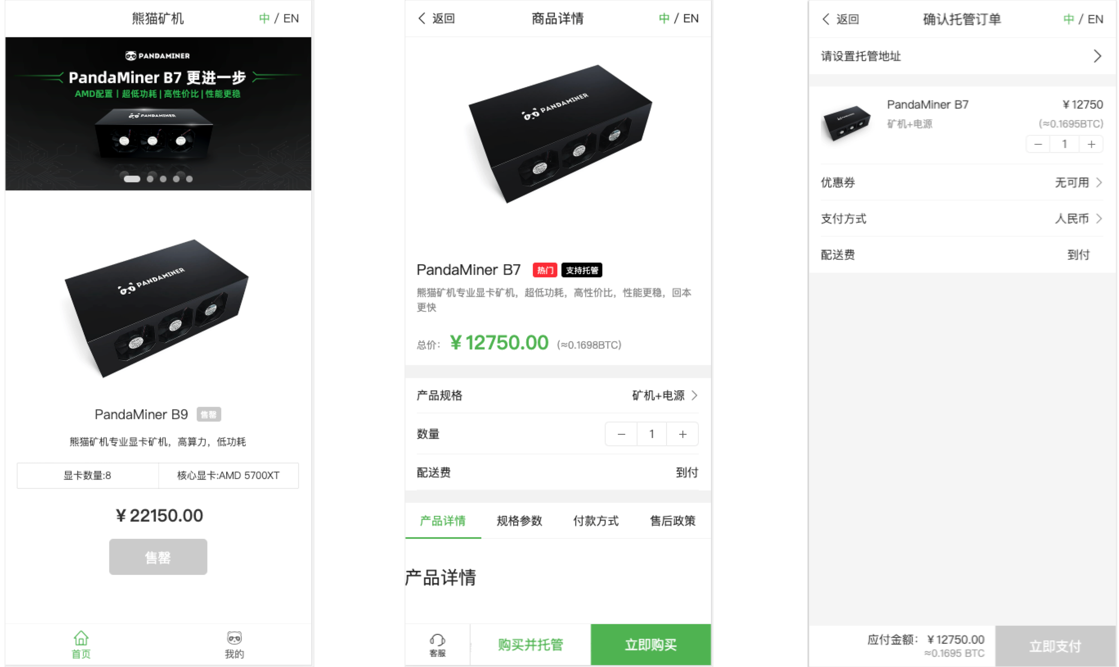 熊猫矿机
中 / EN
PANDAMINER
PandaMiner B7 更进一步
AMD配置 | 超低功耗 | 高性价比 | 性能更稳
PANDAMINER
PANDAMINER
PandaMiner B9 售罄
熊猫矿机专业显卡矿机，高算力，低功耗
显卡数量:8
核心显卡:AMD 5700XT
¥ 22150.00
售罄
首页
我的
返回
商品详情
中 / EN
PANDAMINER
PandaMiner B7 热门 支持托管
熊猫矿机专业显卡矿机，超低功耗，高性价比，性能更稳，回本
更快
总价: ¥ 12750.00 (≈0.1698BTC)
产品规格
矿机+电源
数量
− 1 +
配送费
到付
产品详情 规格参数 付款方式 售后政策
产品详情
客服
购买并托管
立即购买
返回
确认托管订单
中 / EN
请设置托管地址
PandaMiner B7
¥ 12750
矿机+电源
(≈0.1695BTC)
− 1 +
优惠券
无可用
支付方式
人民币
配送费
到付
应付金额: ¥ 12750.00
≈0.1695 BTC
立即支付